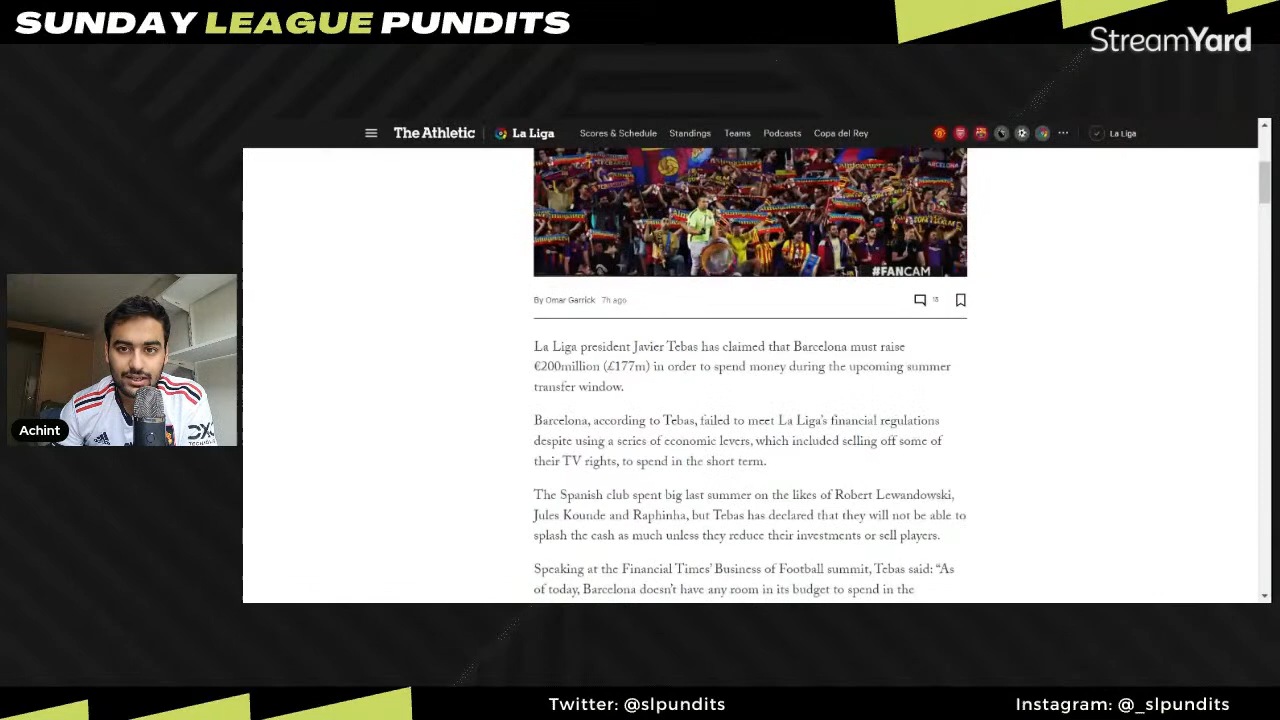 SUNDAY LEAGUE PUNDITS
StreamYard
The Athletic
La Liga
Scores & Schedule
Standings
Teams
Podcasts
Copa del Rey
La Liga
#FANCAM
By Omar Garrick 7h ago
13
La Liga president Javier Tebas has claimed that Barcelona must raise
€200million (£177m) in order to spend money during the upcoming summer
transfer window.
Barcelona, according to Tebas, failed to meet La Liga's financial regulations
despite using a series of economic levers, which included selling off some of
their TV rights, to spend in the short term.
The Spanish club spent big last summer on the likes of Robert Lewandowski,
Jules Kounde and Raphinha, but Tebas has declared that they will not be able to
splash the cash as much unless they reduce their investments or sell players.
Speaking at the Financial Times' Business of Football summit, Tebas said: “As
of today, Barcelona doesn't have any room in its budget to spend in the
Achint
Twitter: @slpundits
Instagram: @_slpundits